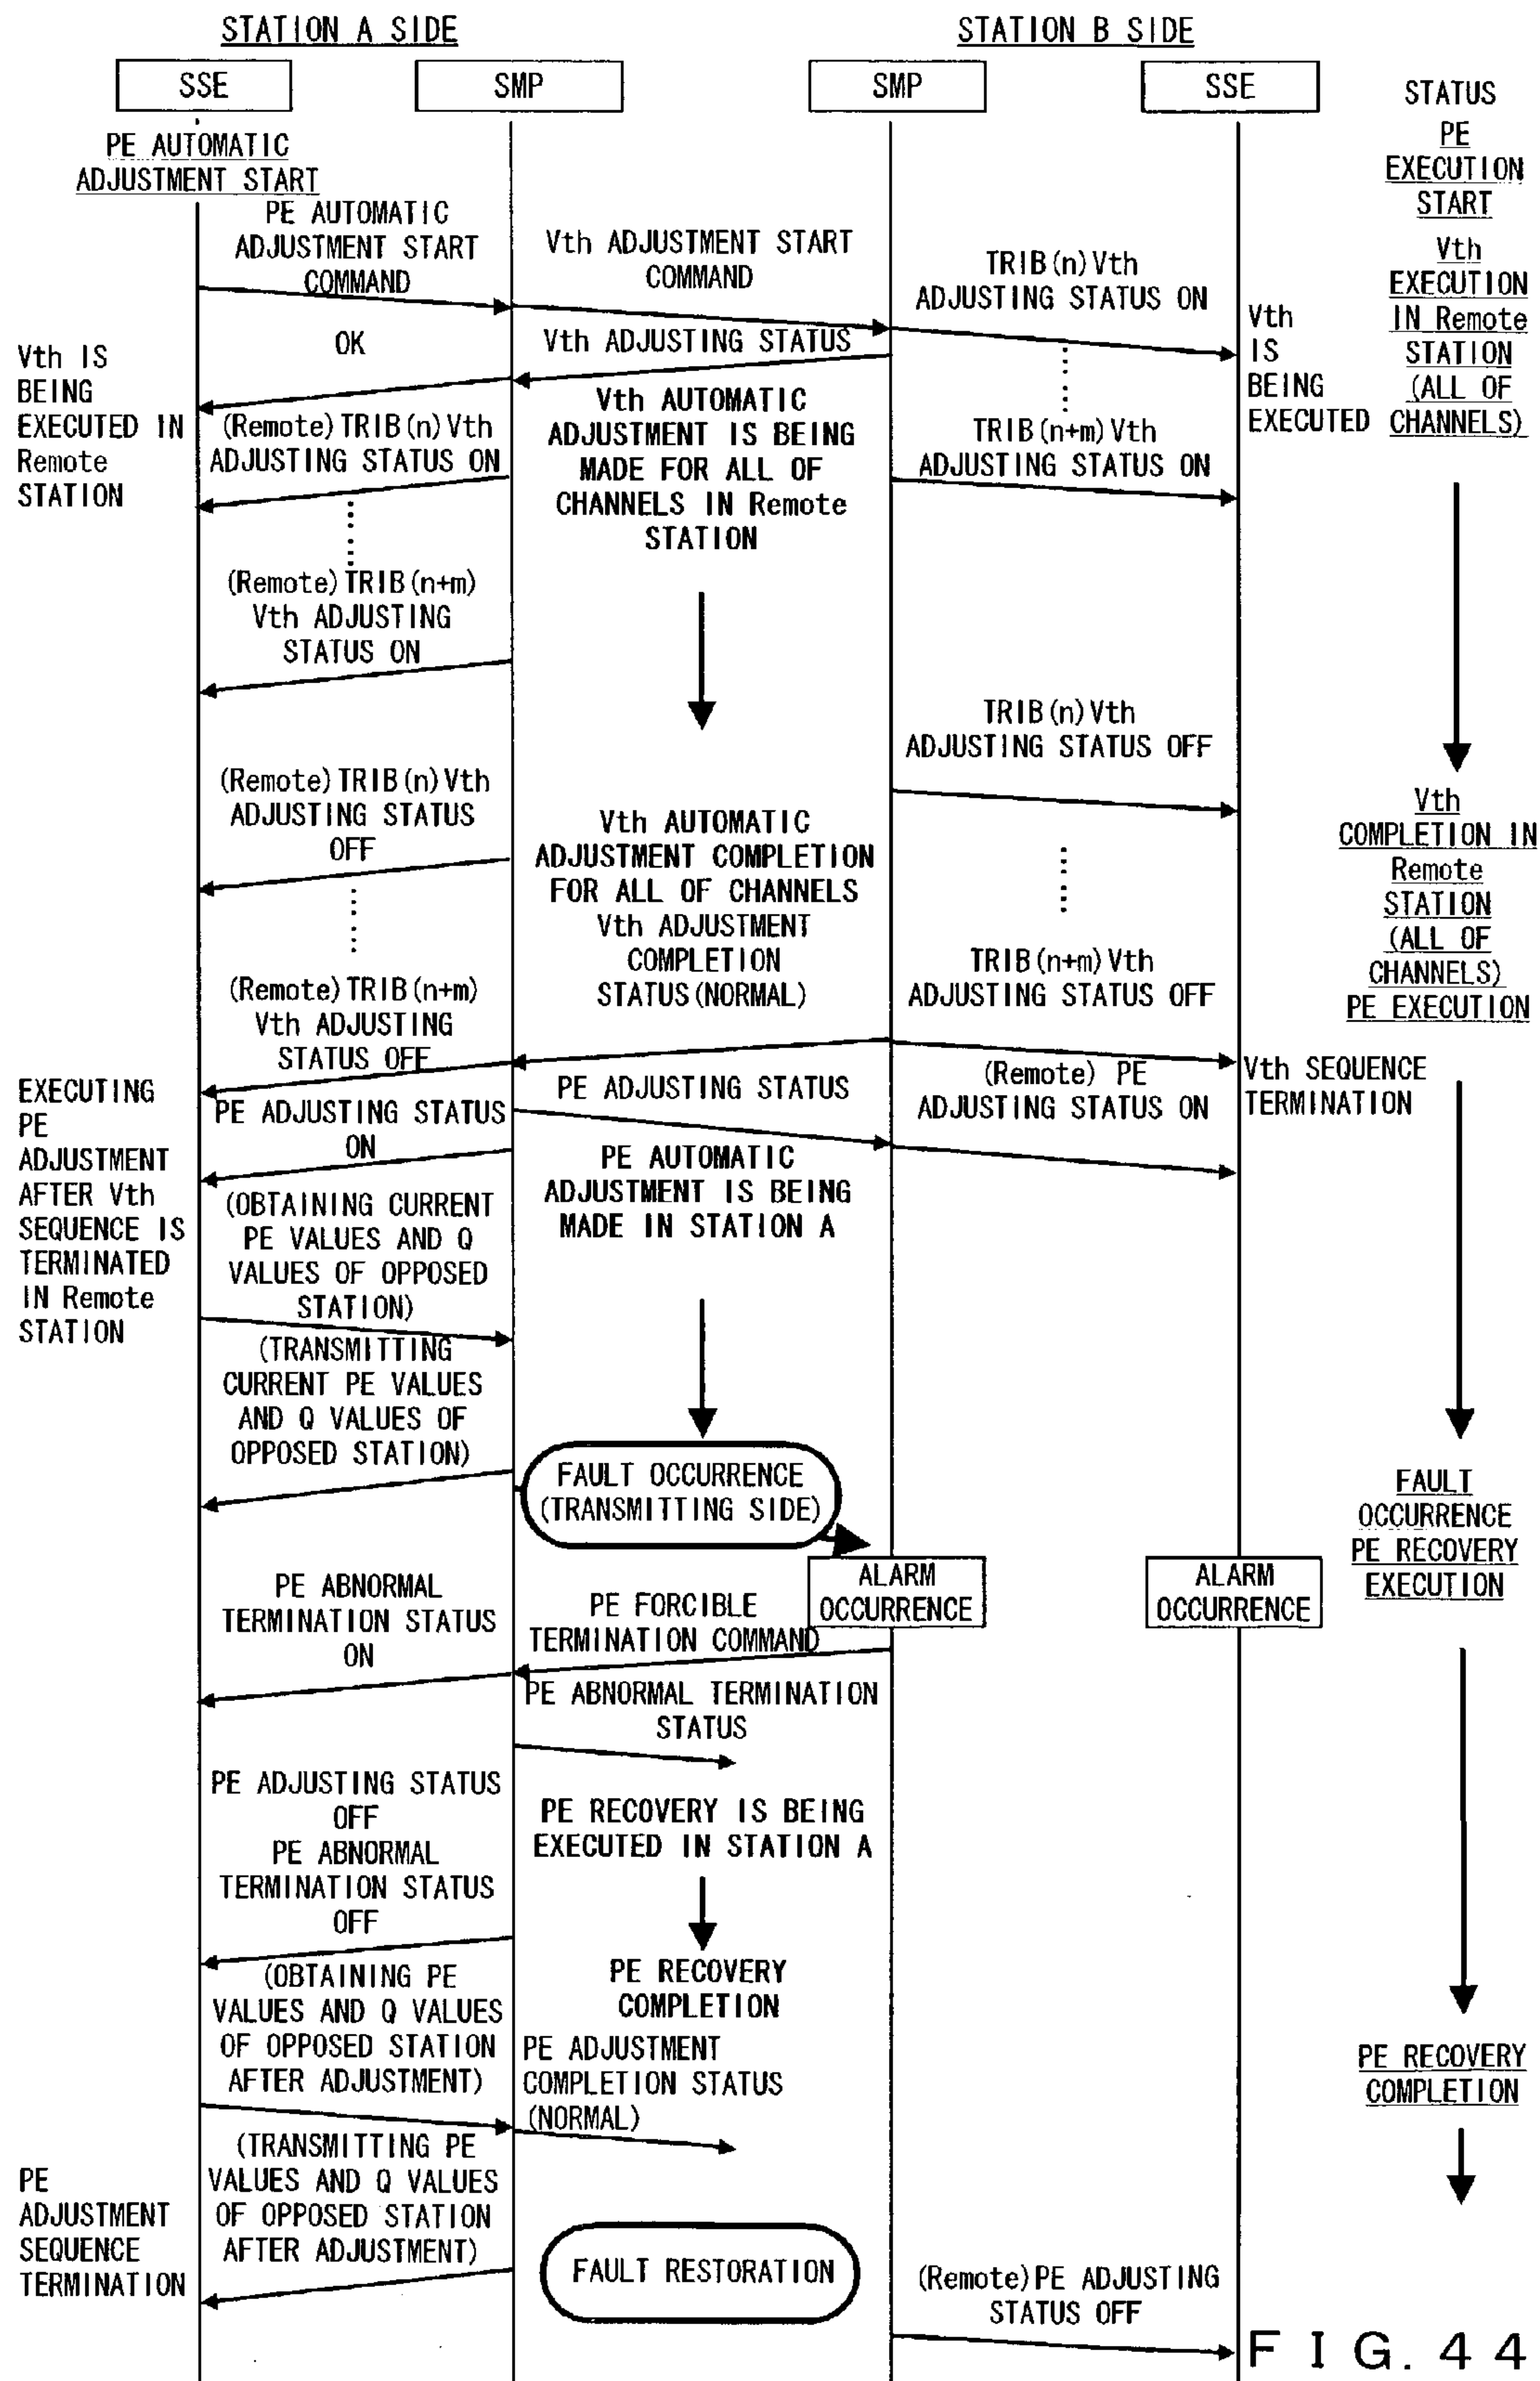 STATION A SIDE
STATION B SIDE
SSE
SMP
SMP
SSE
STATUS
PE AUTOMATIC
ADJUSTMENT START
PE
EXECUTION
START
PE AUTOMATIC
ADJUSTMENT START
COMMAND
Vth ADJUSTMENT START
COMMAND
TRIB(n)Vth
ADJUSTING STATUS ON
Vth
EXECUTION
IN Remote
STATION
(ALL OF
CHANNELS)
OK
Vth ADJUSTING STATUS
Vth
IS
BEING
EXECUTED
Vth IS
BEING
EXECUTED IN
Remote
STATION
(Remote)TRIB(n)Vth
ADJUSTING STATUS ON
Vth AUTOMATIC
ADJUSTMENT IS BEING
MADE FOR ALL OF
CHANNELS IN Remote
STATION
TRIB(n+m)Vth
ADJUSTING STATUS ON
(Remote)TRIB(n+m)
Vth ADJUSTING
STATUS ON
TRIB(n)Vth
ADJUSTING STATUS OFF
(Remote)TRIB(n)Vth
ADJUSTING STATUS
OFF
Vth AUTOMATIC
ADJUSTMENT COMPLETION
FOR ALL OF CHANNELS
Vth ADJUSTMENT
COMPLETION
STATUS(NORMAL)
Vth
COMPLETION IN
Remote
STATION
(ALL OF
CHANNELS)
PE EXECUTION
TRIB(n+m)Vth
ADJUSTING STATUS OFF
(Remote)TRIB(n+m)
Vth ADJUSTING
STATUS OFF
Vth SEQUENCE
TERMINATION
EXECUTING
PE
ADJUSTMENT
AFTER Vth
SEQUENCE IS
TERMINATED
IN Remote
STATION
PE ADJUSTING STATUS
ON
PE ADJUSTING STATUS
(Remote) PE
ADJUSTING STATUS ON
PE AUTOMATIC
ADJUSTMENT IS BEING
MADE IN STATION A
(OBTAINING CURRENT
PE VALUES AND Q
VALUES OF OPPOSED
STATION)
(TRANSMITTING
CURRENT PE VALUES
AND Q VALUES OF
OPPOSED STATION)
FAULT OCCURRENCE
(TRANSMITTING SIDE)
FAULT
OCCURRENCE
PE RECOVERY
EXECUTION
ALARM
OCCURRENCE
ALARM
OCCURRENCE
PE ABNORMAL
TERMINATION STATUS
ON
PE FORCIBLE
TERMINATION COMMAND
PE ABNORMAL TERMINATION
STATUS
PE ADJUSTING STATUS
OFF
PE ABNORMAL
TERMINATION STATUS
OFF
PE RECOVERY IS BEING
EXECUTED IN STATION A
PE RECOVERY
COMPLETION
(OBTAINING PE
VALUES AND Q VALUES
OF OPPOSED STATION
AFTER ADJUSTMENT)
PE ADJUSTMENT
COMPLETION STATUS
(NORMAL)
PE RECOVERY
COMPLETION
PE
ADJUSTMENT
SEQUENCE
TERMINATION
(TRANSMITTING PE
VALUES AND Q VALUES
OF OPPOSED STATION
AFTER ADJUSTMENT)
FAULT RESTORATION
(Remote)PE ADJUSTING
STATUS OFF
FIG. 44